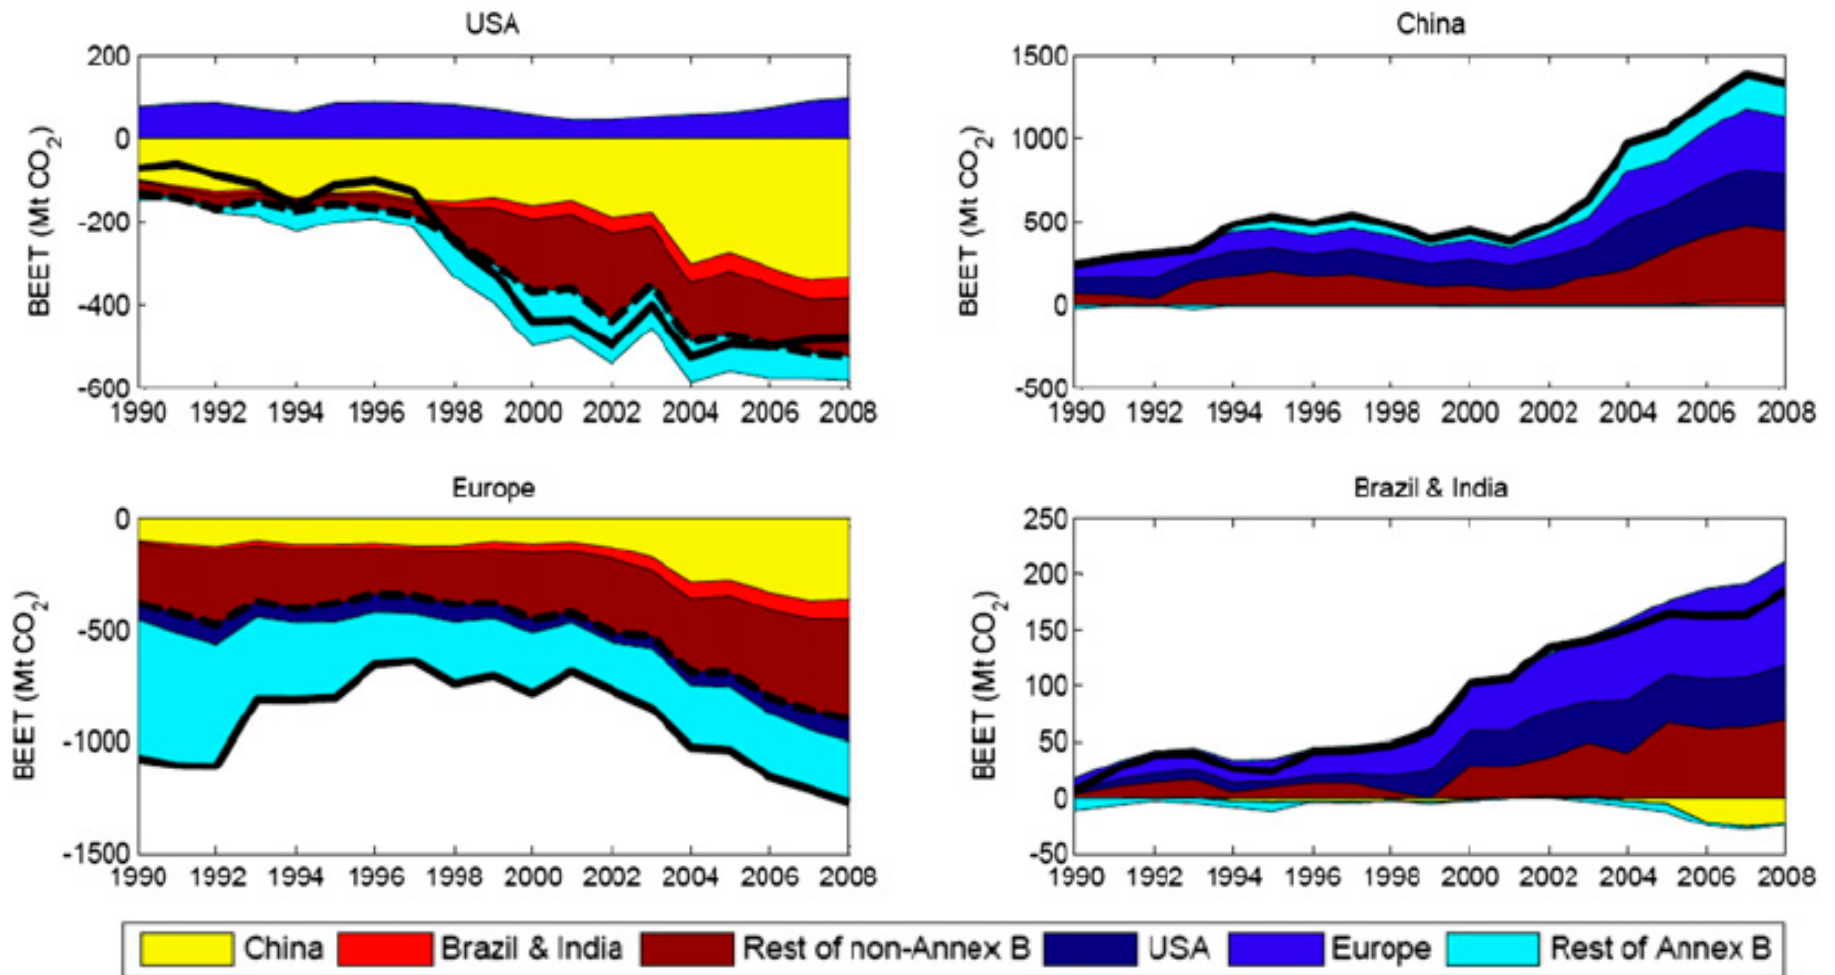 USA
200
0
-200
-400
-600
BEET (Mt CO2)
1990 1992 1994 1996 1998 2000 2002 2004 2006 2008
China
1500
1000
500
0
-500
BEET (Mt CO2)
1990 1992 1994 1996 1998 2000 2002 2004 2006 2008
Europe
0
-500
-1000
-1500
BEET (Mt CO2)
1990 1992 1994 1996 1998 2000 2002 2004 2006 2008
Brazil & India
250
200
150
100
50
0
-50
BEET (Mt CO2)
1990 1992 1994 1996 1998 2000 2002 2004 2006 2008
China Brazil & India Rest of non-Annex B USA Europe Rest of Annex B